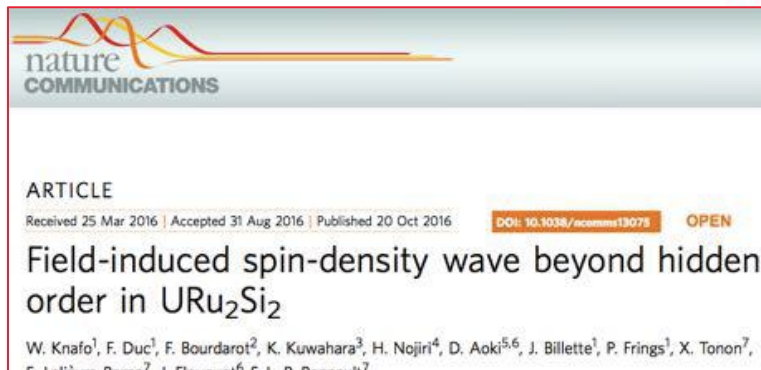 nature
COMMUNICATIONS
ARTICLE
Received 25 Mar 2016 | Accepted 31 Aug 2016 | Published 20 Oct 2016 DOI: 10.1038/ncomms13075 OPEN
Field-induced spin-density wave beyond hidden
order in URu₂Si₂
W. Knafo¹, F. Duc¹, F. Bourdarot², K. Kuwahara³, H. Nojiri⁴, D. Aoki⁵,⁶, J. Billette¹, P. Frings¹, X. Tonon⁷,